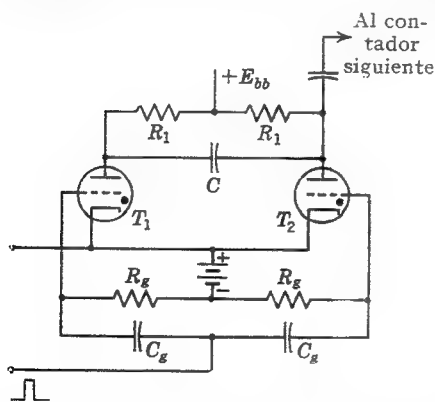 Al con-
tador
siguiente
+E_bb
R_1
R_1
C
T_1
T_2
+
−
R_g
R_g
C_g
C_g